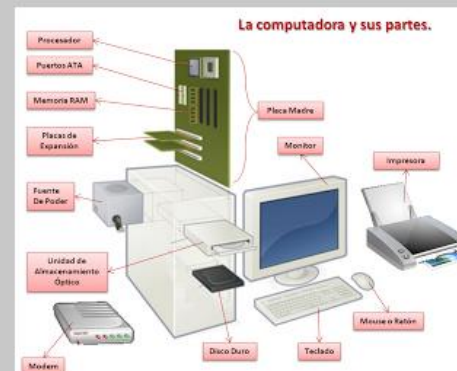 La computadora y sus partes.
Procesador
Puertos ATA
Memoria RAM
Placas de
Expansión
Placa Madre
Monitor
Impresora
Fuente
De Poder
Unidad de
Almacenamiento
Óptico
Modem
Disco Duro
Teclado
Mouse o Ratón